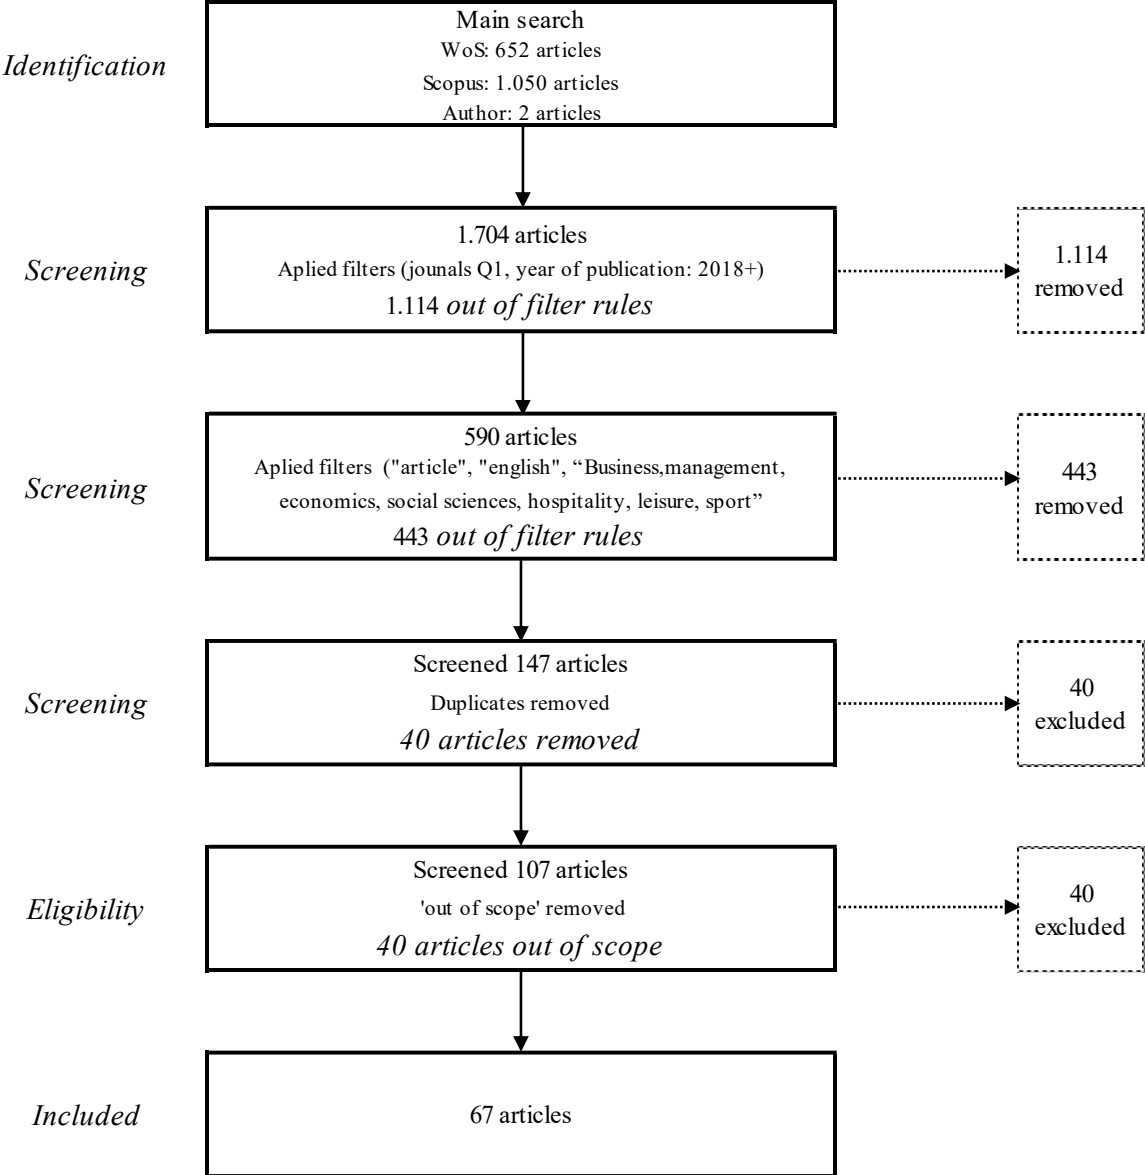 Identification
Main search
WoS: 652 articles
Scopus: 1.050 articles
Author: 2 articles
Screening
1.704 articles
Aplied filters (jounals Q1, year of publication: 2018+)
1.114 out of filter rules
1.114
removed
Screening
590 articles
Aplied filters ("article", "english", “Business,management,
economics, social sciences, hospitality, leisure, sport”
443 out of filter rules
443
removed
Screening
Screened 147 articles
Duplicates removed
40 articles removed
40
excluded
Eligibility
Screened 107 articles
'out of scope' removed
40 articles out of scope
40
excluded
Included
67 articles